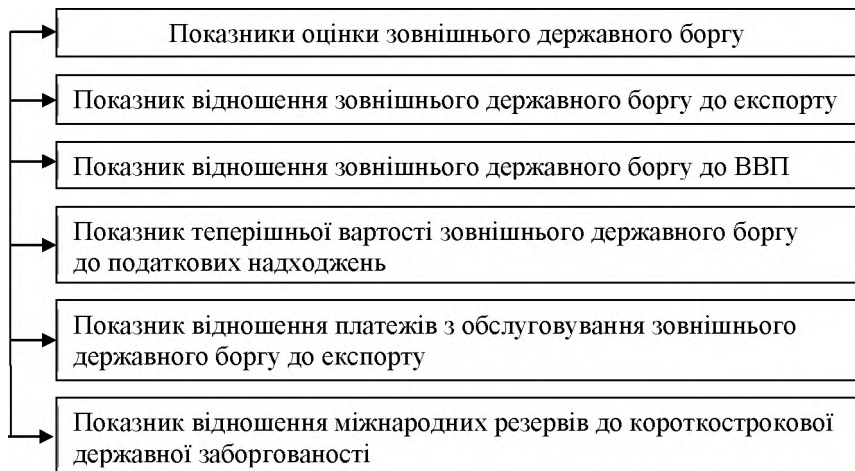 Показники оцінки зовнішнього державного боргу
Показник відношення зовнішнього державного боргу до експорту
Показник відношення зовнішнього державного боргу до ВВП
Показник теперішньої вартості зовнішнього державного боргу
до податкових надходжень
Показник відношення платежів з обслуговування зовнішнього
державного боргу до експорту
Показник відношення міжнародних резервів до короткострокової
державної заборгованості